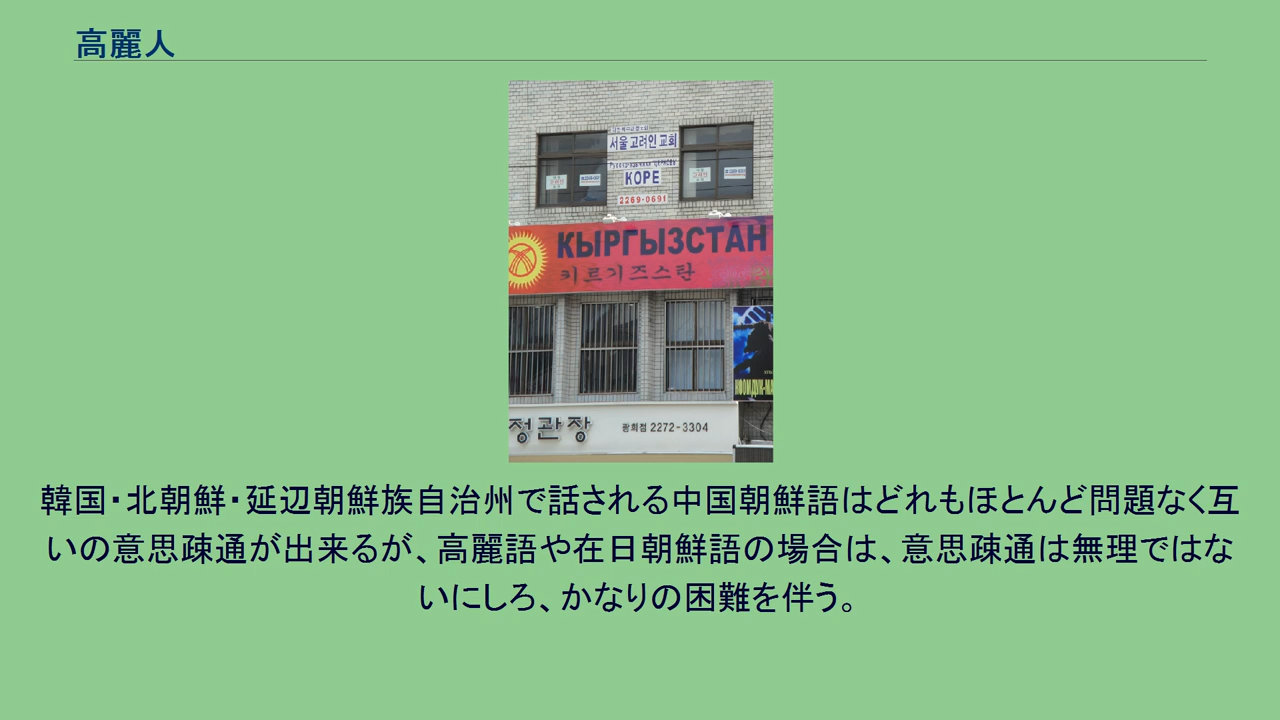 高麗人
서울 고려인 교회
КОРЕ
2269-0691
КЫРГЫЗСТАН
키르기즈스탄
정관장
광희점 2272-3304
韓国・北朝鮮・延辺朝鮮族自治州で話される中国朝鮮語はどれもほとんど問題なく互
いの意思疎通が出来るが、高麗語や在日朝鮮語の場合は、意思疎通は無理ではな
いにしろ、かなりの困難を伴う。